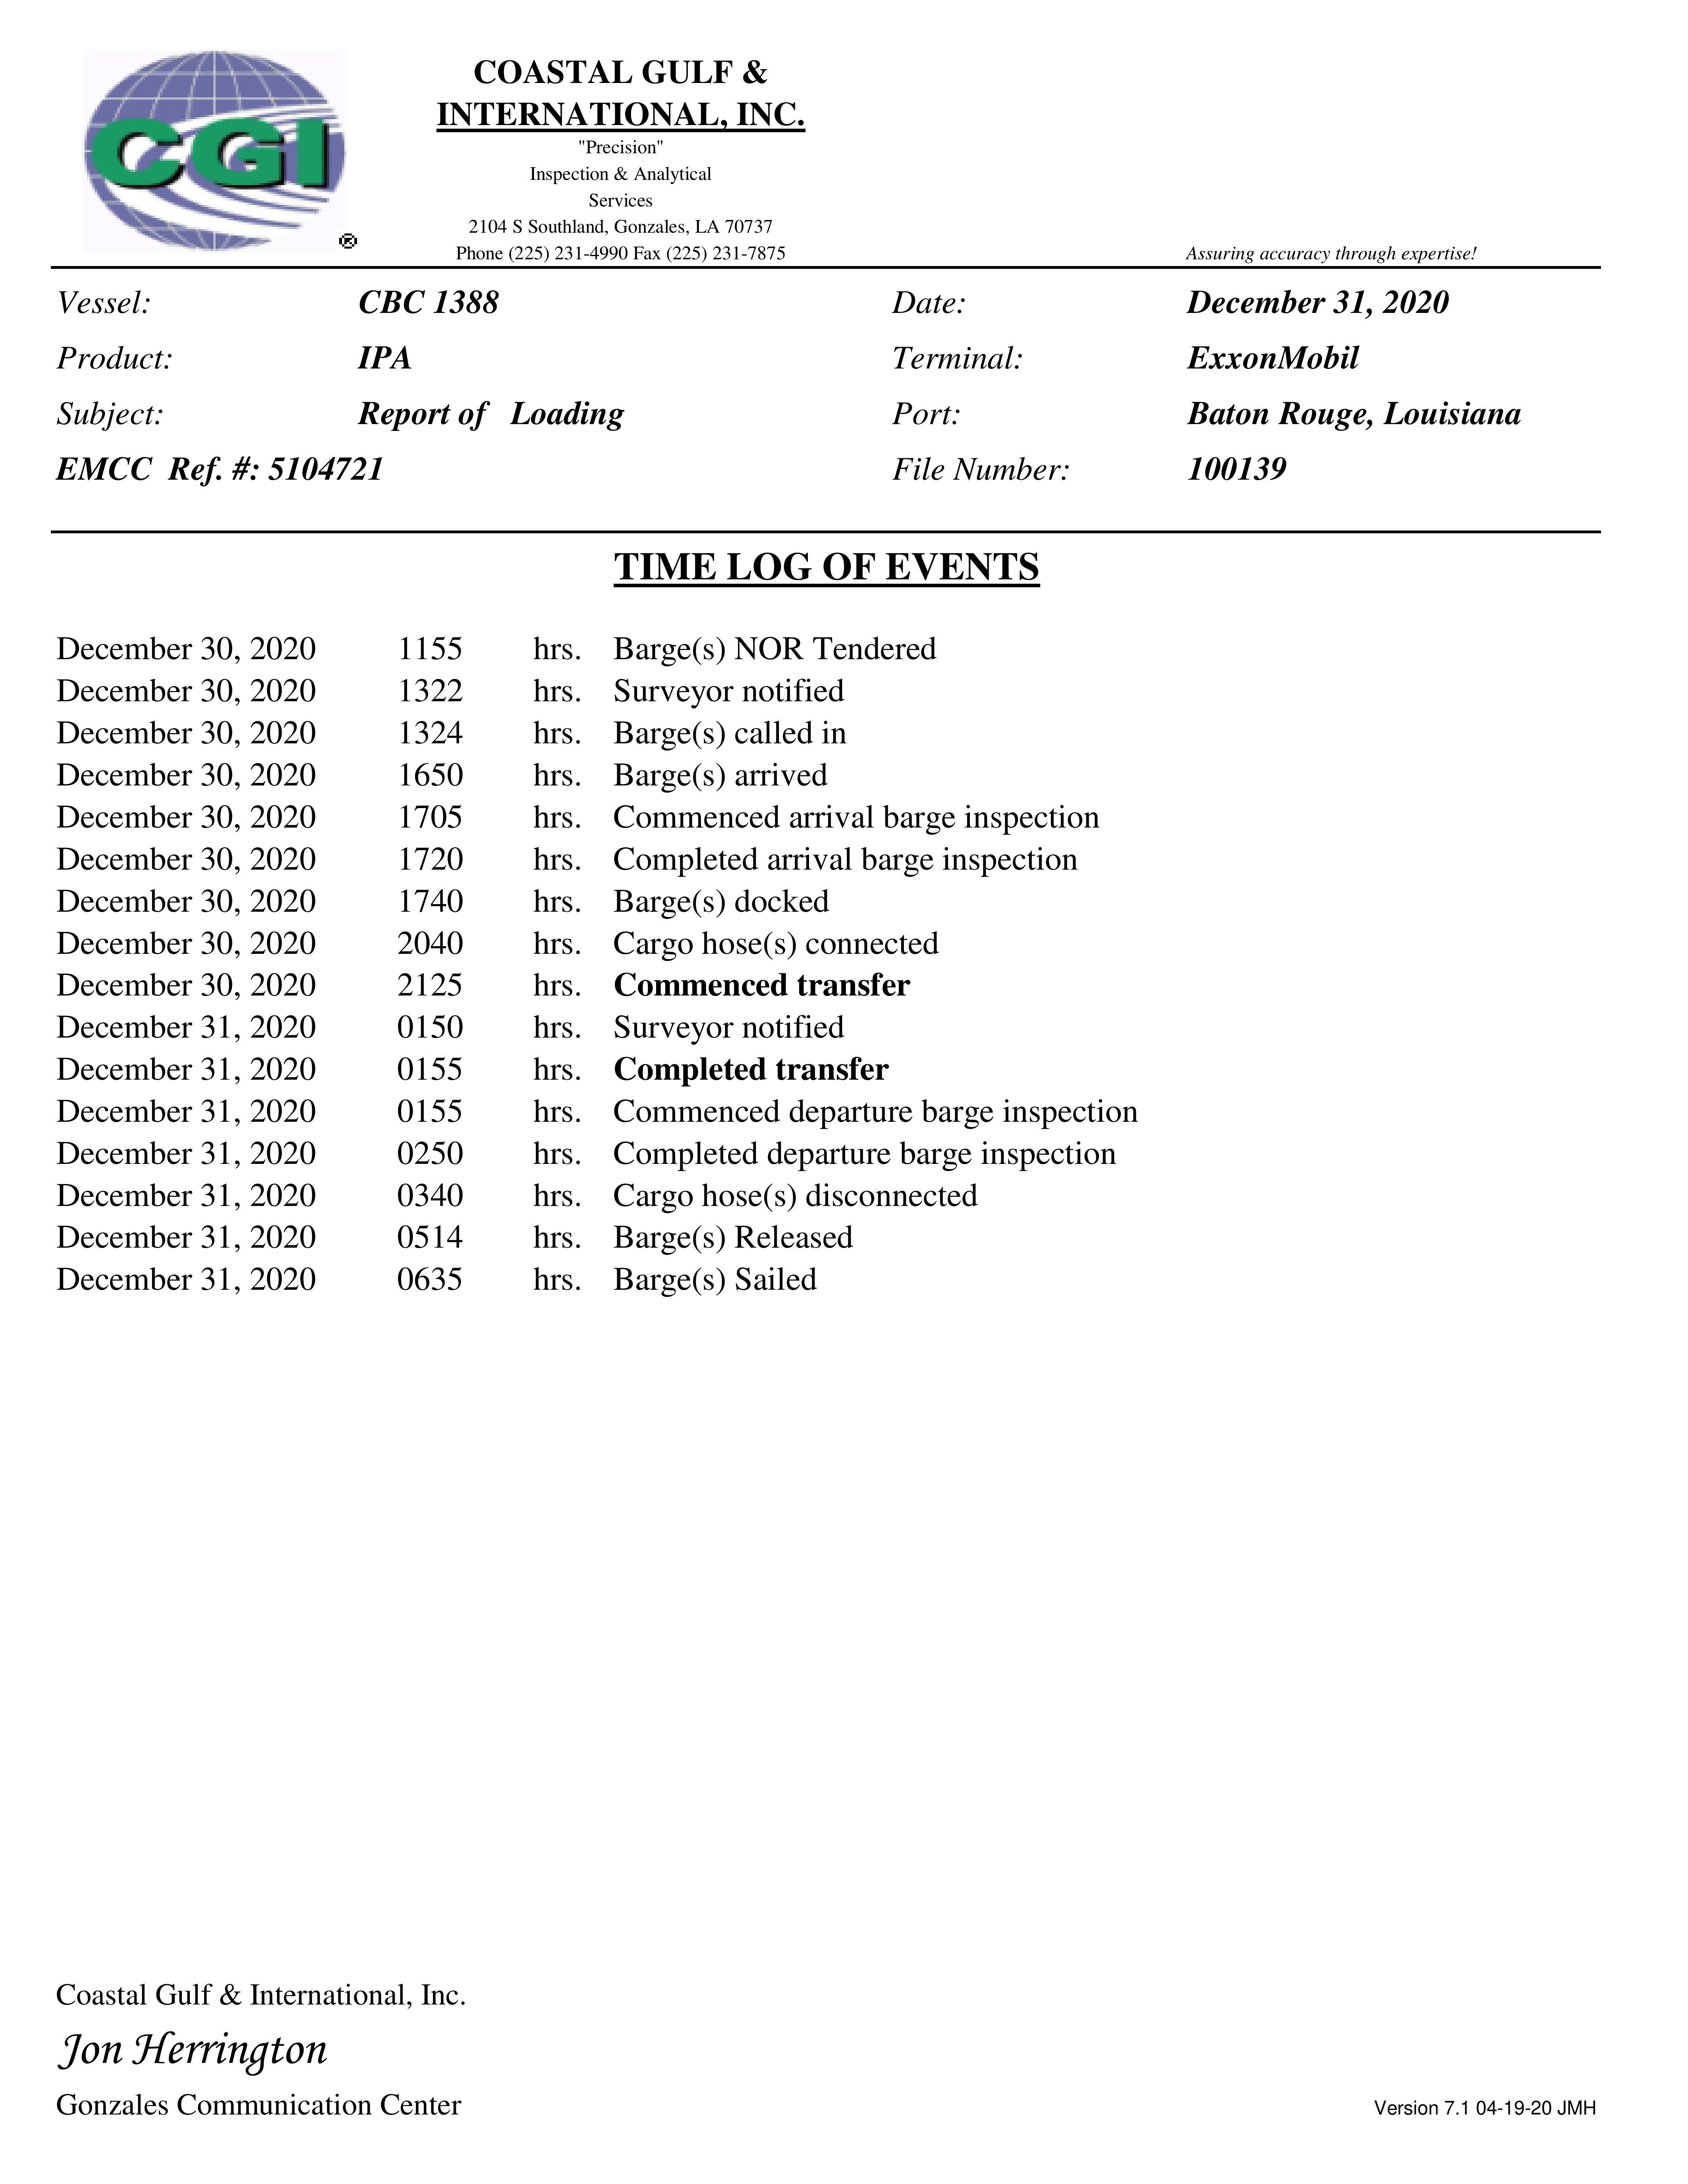 CGI ®
COASTAL GULF &
INTERNATIONAL, INC.
"Precision"
Inspection & Analytical
Services
2104 S Southland, Gonzales, LA 70737
Phone (225) 231-4990 Fax (225) 231-7875
Assuring accuracy through expertise!
Vessel: CBC 1388 Date: December 31, 2020
Product: IPA Terminal: ExxonMobil
Subject: Report of Loading Port: Baton Rouge, Louisiana
EMCC Ref. #: 5104721 File Number: 100139
TIME LOG OF EVENTS
December 30, 2020 1155 hrs. Barge(s) NOR Tendered
December 30, 2020 1322 hrs. Surveyor notified
December 30, 2020 1324 hrs. Barge(s) called in
December 30, 2020 1650 hrs. Barge(s) arrived
December 30, 2020 1705 hrs. Commenced arrival barge inspection
December 30, 2020 1720 hrs. Completed arrival barge inspection
December 30, 2020 1740 hrs. Barge(s) docked
December 30, 2020 2040 hrs. Cargo hose(s) connected
December 30, 2020 2125 hrs. Commenced transfer
December 31, 2020 0150 hrs. Surveyor notified
December 31, 2020 0155 hrs. Completed transfer
December 31, 2020 0155 hrs. Commenced departure barge inspection
December 31, 2020 0250 hrs. Completed departure barge inspection
December 31, 2020 0340 hrs. Cargo hose(s) disconnected
December 31, 2020 0514 hrs. Barge(s) Released
December 31, 2020 0635 hrs. Barge(s) Sailed
Coastal Gulf & International, Inc.
Jon Herrington
Gonzales Communication Center
Version 7.1 04-19-20 JMH